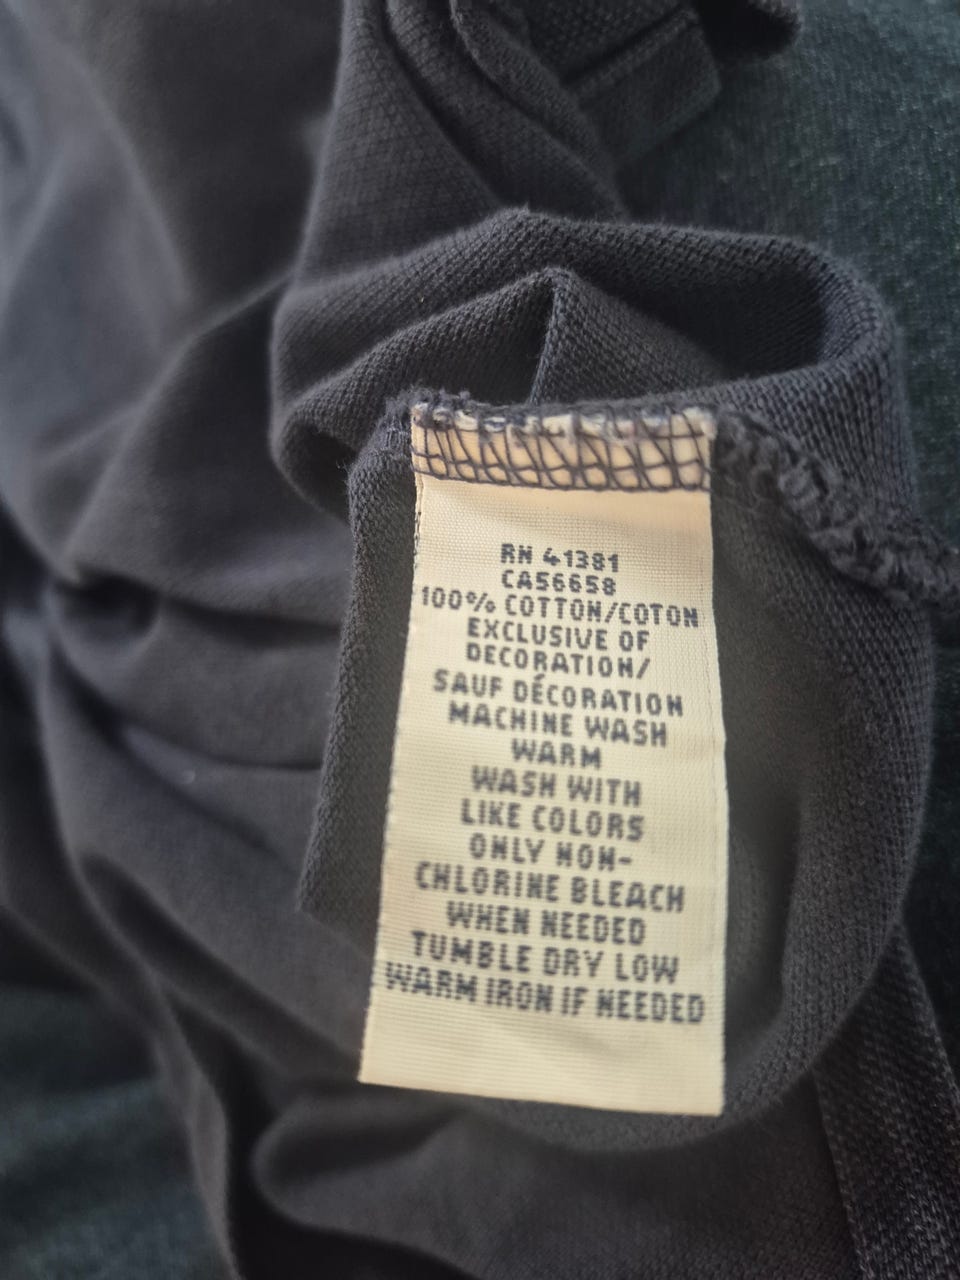 RN 41381
CA56658
100% COTTON/COTON
EXCLUSIVE OF
DECORATION/
SAUF DÉCORATION
MACHINE WASH
WARM
WASH WITH
LIKE COLORS
ONLY NON-
CHLORINE BLEACH
WHEN NEEDED
TUMBLE DRY LOW
WARM IRON IF NEEDED